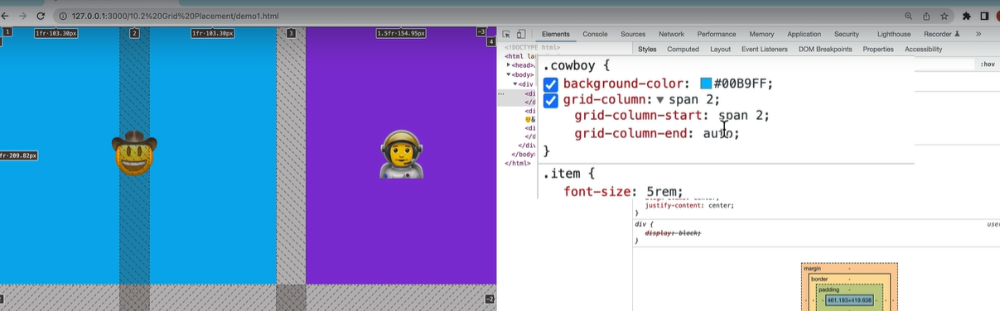 127.0.0.1:3000/10.2%20Grid%20Placement/demo1.html
1 1fr·103.30px 2 1fr·103.30px 3 1.5fr·154.95px -3
4
Elements Console Sources Network Performance Memory Application Security Lighthouse Recorder
Styles Computed Layout Event Listeners DOM Breakpoints Properties Accessibility
<!DOCTYPE html>
<html la
<head>
<body>
<div
<di
</d
<di
&
<di
</d
</div
</body>
</html>
:hov
.cowboy {
background-color: #00B9FF;
grid-column: span 2;
grid-column-start: span 2;
grid-column-end: auto;
}
.item {
font-size: 5rem;
justify-content: center;
}
div {
display: block;
}
use
fr·209.82px
-2
margin -
border -
padding -
461.193×419.638